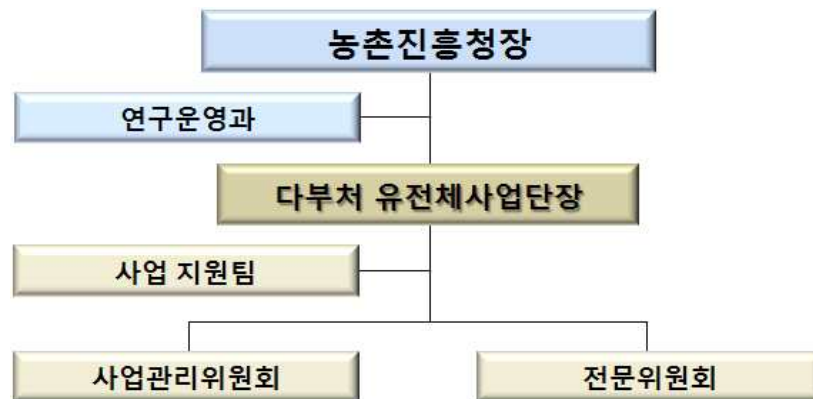 농촌진흥청장
연구운영과
다부처 유전체사업단장
사업 지원팀
사업관리위원회
전문위원회